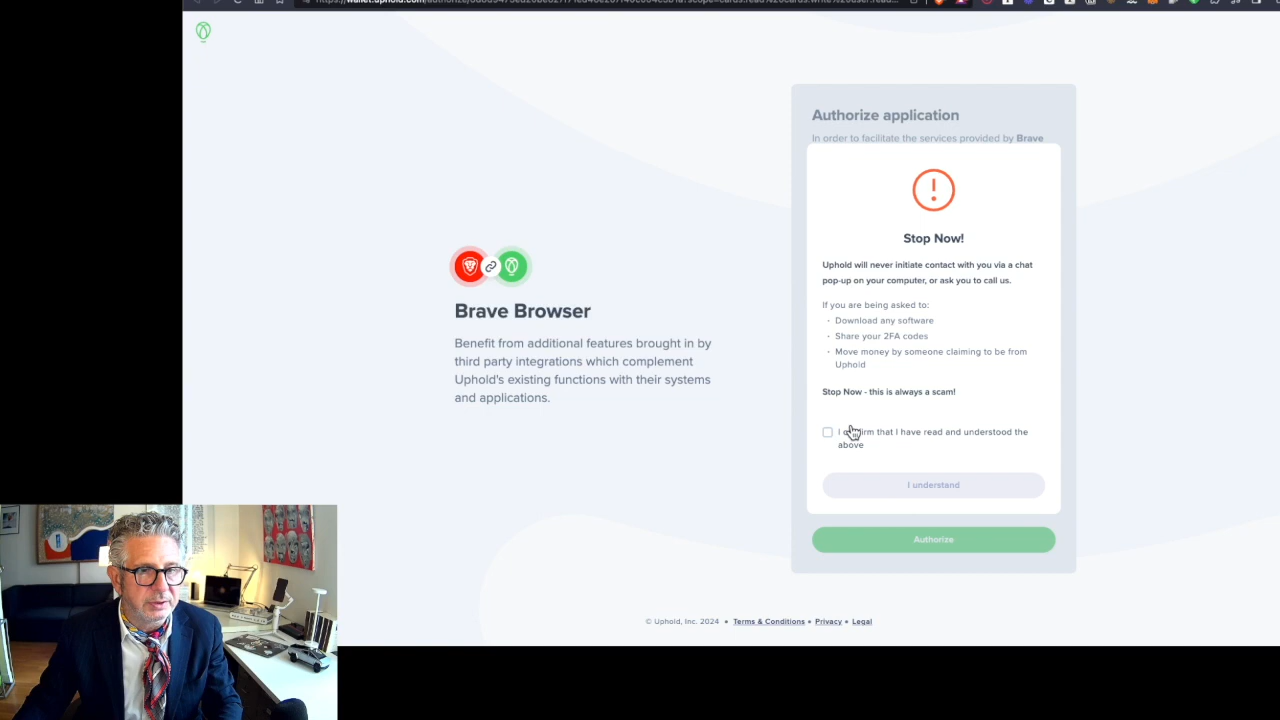 Authorize application
In order to facilitate the services provided by Brave
Stop Now!
Uphold will never initiate contact with you via a chat
pop-up on your computer, or ask you to call us.
If you are being asked to:
· Download any software
· Share your 2FA codes
· Move money by someone claiming to be from
Uphold
Stop Now - this is always a scam!
I confirm that I have read and understood the
above
I understand
Authorize
Brave Browser
Benefit from additional features brought in by
third party integrations which complement
Uphold's existing functions with their systems
and applications.
© Uphold, Inc. 2024 • Terms & Conditions • Privacy • Legal